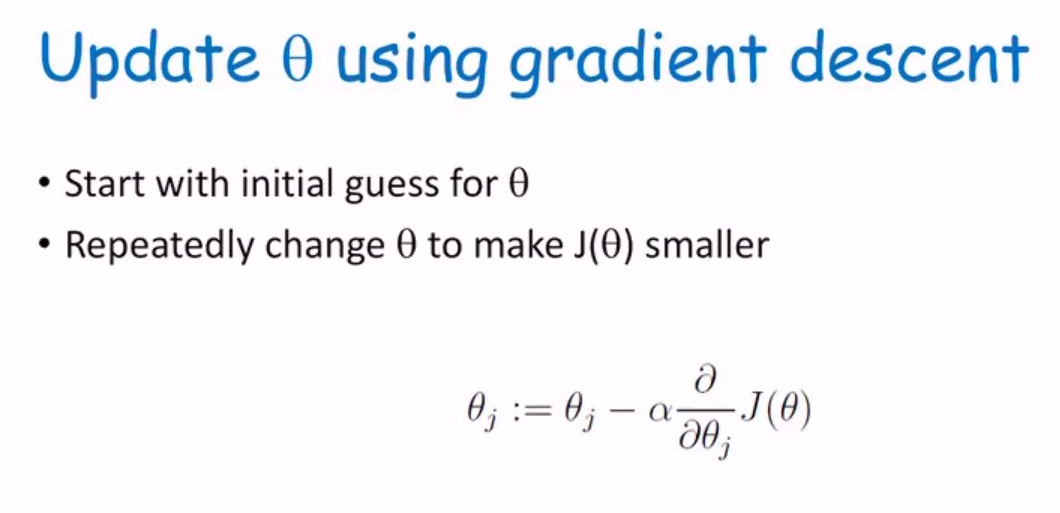 Update θ using gradient descent
• Start with initial guess for θ
• Repeatedly change θ to make J(θ) smaller
θ_j := θ_j − α ∂/∂θ_j J(θ)